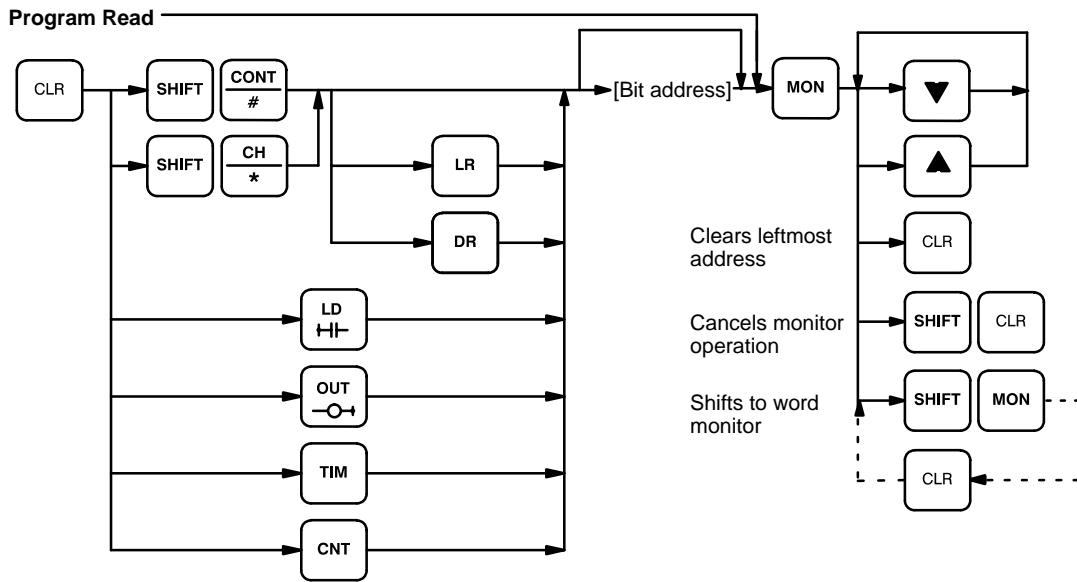 Program Read
CLR
SHIFT
CONT
#
[Bit address]
MON
SHIFT
CH
*
LR
DR
LD
OUT
TIM
CNT
Clears leftmost
address
CLR
Cancels monitor
operation
SHIFT
CLR
Shifts to word
monitor
SHIFT
MON
CLR